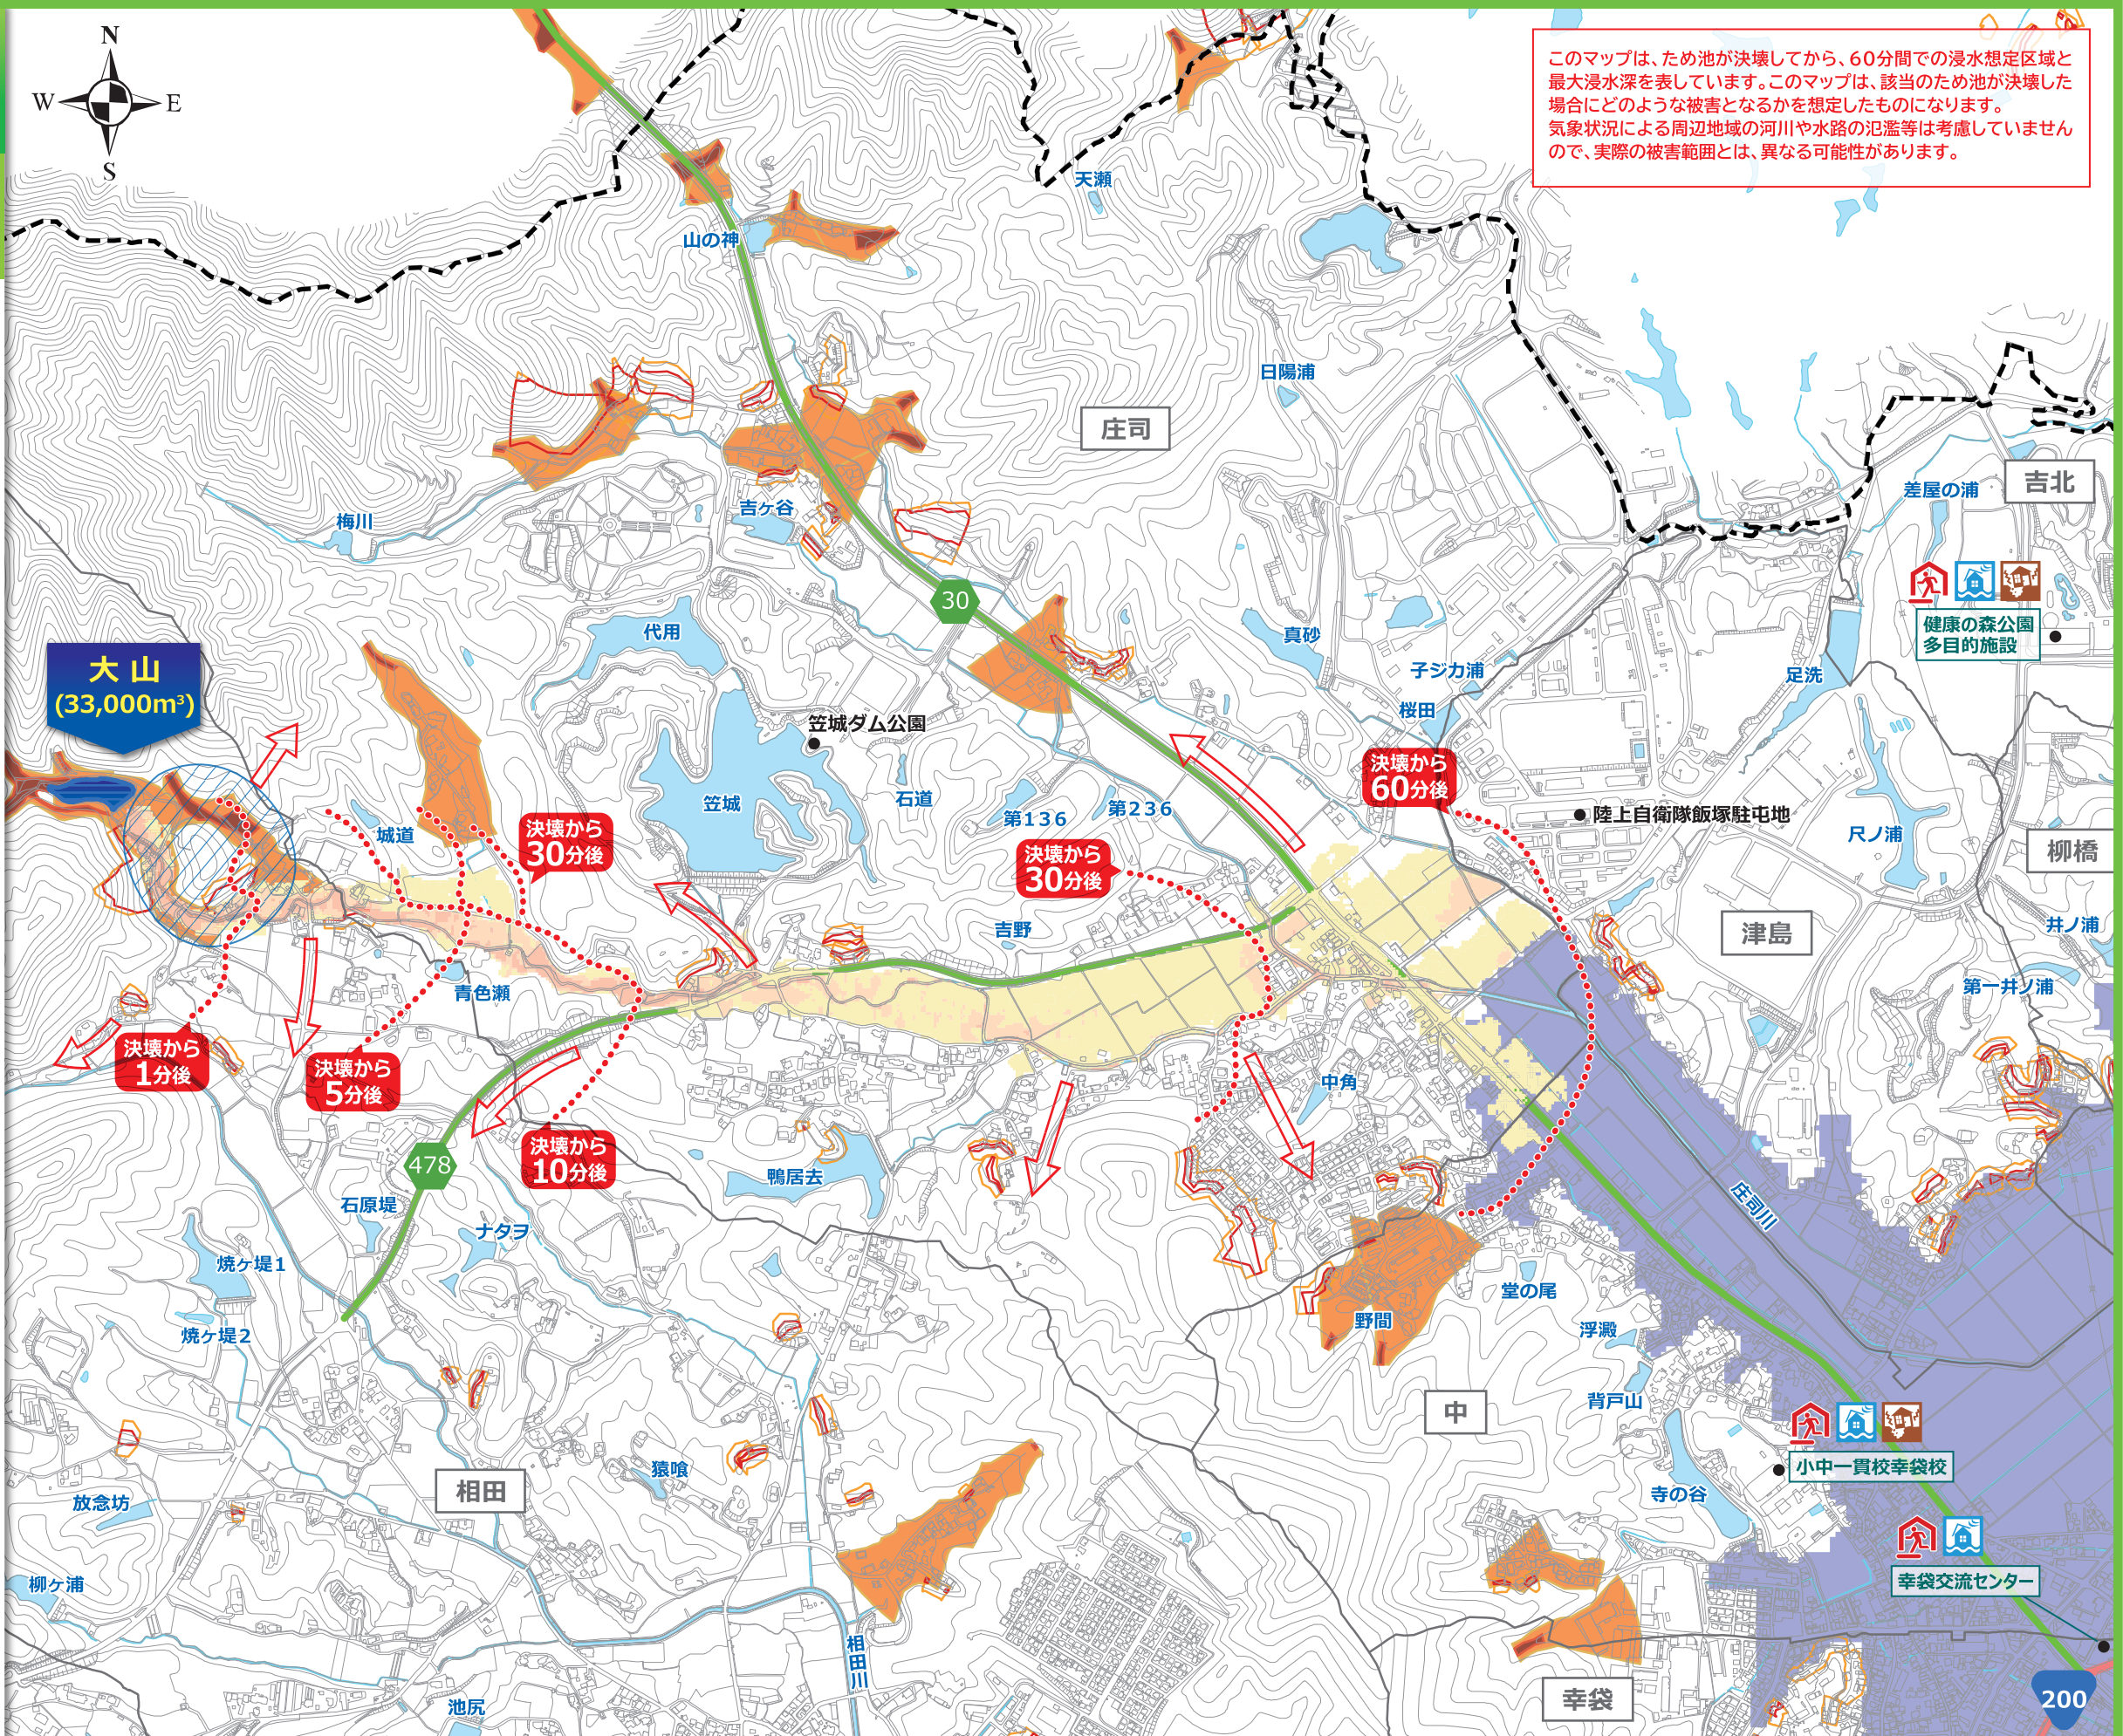 N
W
E
S
このマップは、ため池が決壊してから、60分間での浸水想定区域と
最大浸水深を表しています。このマップは、該当のため池が決壊した
場合にどのような被害となるかを想定したものになります。
気象状況による周辺地域の河川や水路の氾濫等は考慮していません
ので、実際の被害範囲とは、異なる可能性があります。
天瀬
山の神
日陽浦
庄司
吉北
差屋の浦
吉ヶ谷
梅川
30
健康の森公園
多目的施設
代用
真砂
子ジカ浦
足洗
大山
(33,000m³)
桜田
笠城ダム公園
決壊から
60分後
笠城
石道
第136
第236
陸上自衛隊飯塚駐屯地
城道
決壊から
30分後
決壊から
30分後
尺ノ浦
柳橋
吉野
津島
井ノ浦
青色瀬
第一井ノ浦
決壊から
1分後
決壊から
5分後
中角
決壊から
10分後
478
鴨居去
石原堤
庄司川
ナタヲ
焼ヶ堤1
堂の尾
焼ヶ堤2
野間
浮澱
背戸山
中
小中一貫校幸袋校
猿喰
相田
放念坊
寺の谷
柳ヶ浦
幸袋交流センター
相田川
池尻
幸袋
200